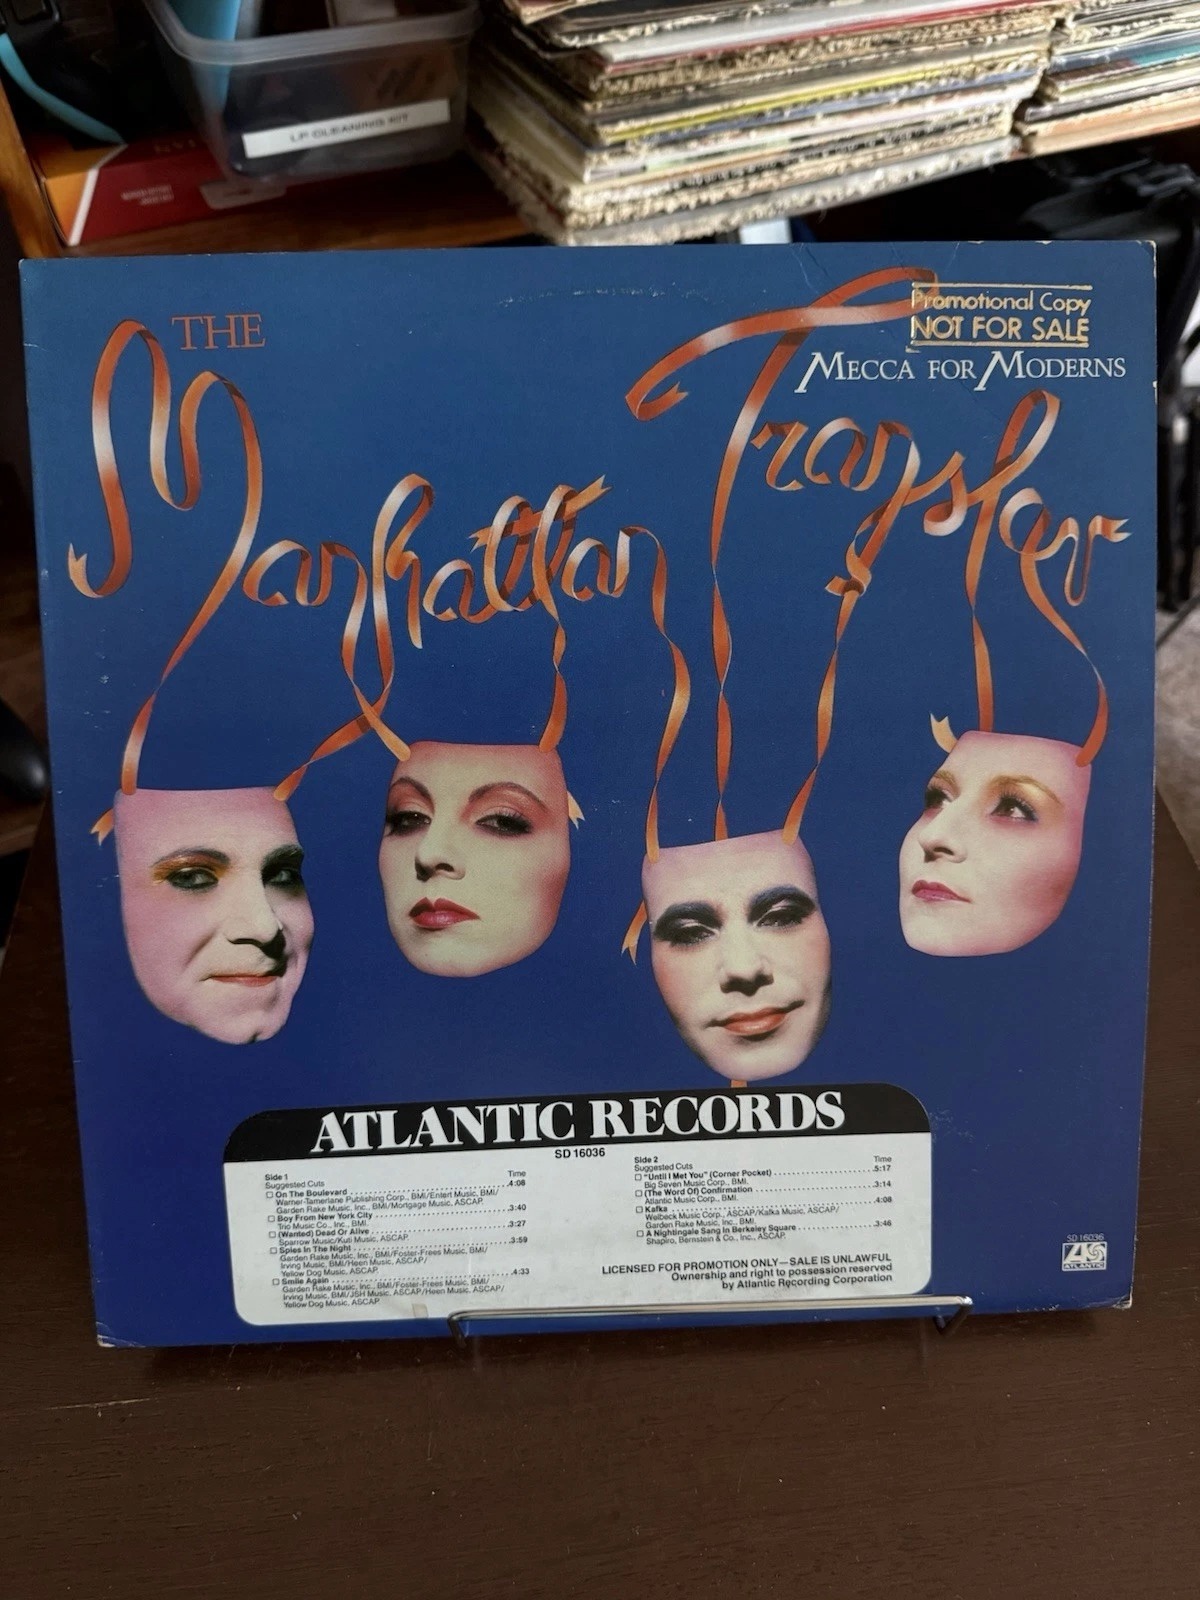 LP CLEANING KIT
Promotional Copy
NOT FOR SALE
THE
Manhattan Transfer
MECCA FOR MODERNS
ATLANTIC RECORDS
SD 16036
Side 1
Suggested Cuts Time
On The Boulevard 4:08
Warner-Tamerlane Publishing Corp., BMI/Entert Music, BMI/
Garden Rake Music, Inc., BMI/Mortgage Music, ASCAP.
Boy From New York City 3:40
Trio Music Co., Inc., BMI.
(Wanted) Dead Or Alive 3:27
Sparrow Music/Kuti Music, ASCAP.
Spies In The Night 3:59
Garden Rake Music, Inc., BMI/Foster-Frees Music, BMI/
Irving Music, BMI/Heen Music, ASCAP/
Yellow Dog Music, ASCAP.
Smile Again 4:33
Garden Rake Music, Inc., BMI/Foster-Frees Music, BMI/
Irving Music, BMI/JSH Music, ASCAP/Heen Music, ASCAP/
Yellow Dog Music, ASCAP
Side 2
Suggested Cuts Time
"Until I Met You" (Corner Pocket) 5:17
Big Seven Music Corp., BMI.
(The Word Of) Confirmation 3:14
Atlantic Music Corp., BMI.
Kafka 4:08
Welbeck Music Corp., ASCAP/Kafka Music, ASCAP/
Garden Rake Music, Inc., BMI.
A Nightingale Sang In Berkeley Square 3:46
Shapiro, Bernstein & Co., Inc., ASCAP.
LICENSED FOR PROMOTION ONLY—SALE IS UNLAWFUL
Ownership and right to possession reserved
by Atlantic Recording Corporation
SD 16036
ATLANTIC